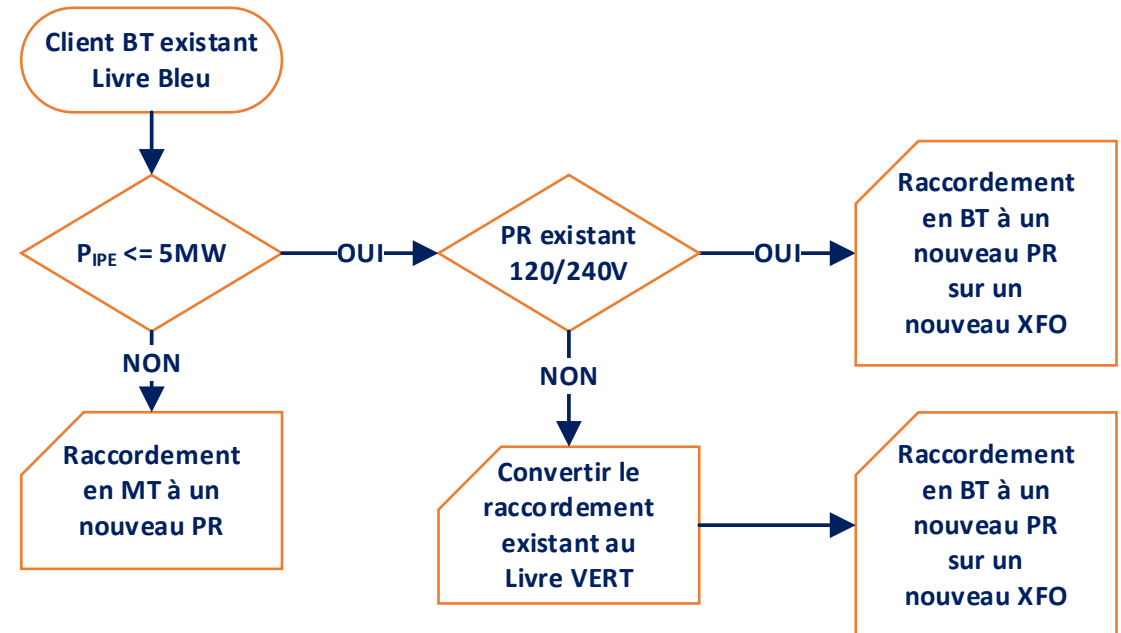 Client BT existant
Livre Bleu
P_IPE <= 5MW
OUI
PR existant
120/240V
OUI
Raccordement
en BT à un
nouveau PR
sur un
nouveau XFO
NON
NON
Raccordement
en MT à un
nouveau PR
Convertir le
raccordement
existant au
Livre VERT
Raccordement
en BT à un
nouveau PR
sur un
nouveau XFO